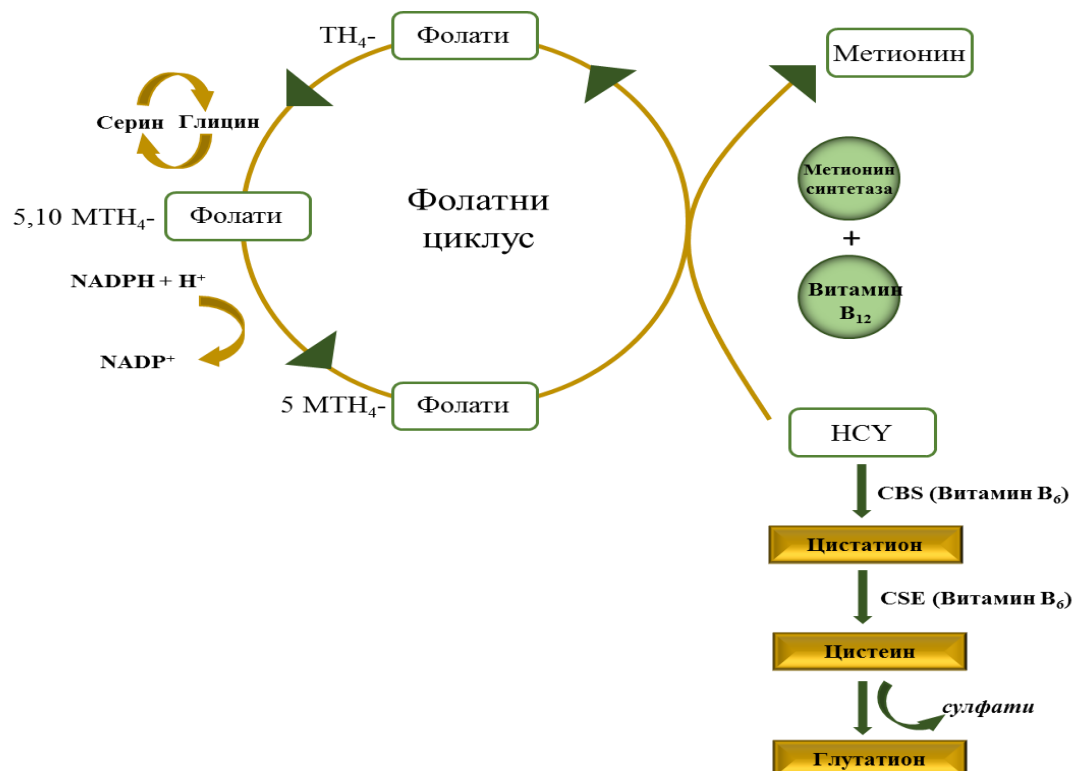 TH₄- Фолати
Метионин
Серин Глицин
Метионин
синтетаза
+
Витамин
B₁₂
5,10 MTH₄- Фолати
Фолатни
циклус
NADPH + H⁺
NADP⁺
5 MTH₄- Фолати
HCY
CBS (Витамин B₆)
Цистатион
CSE (Витамин B₆)
Цистеин
сулфати
Глутатион